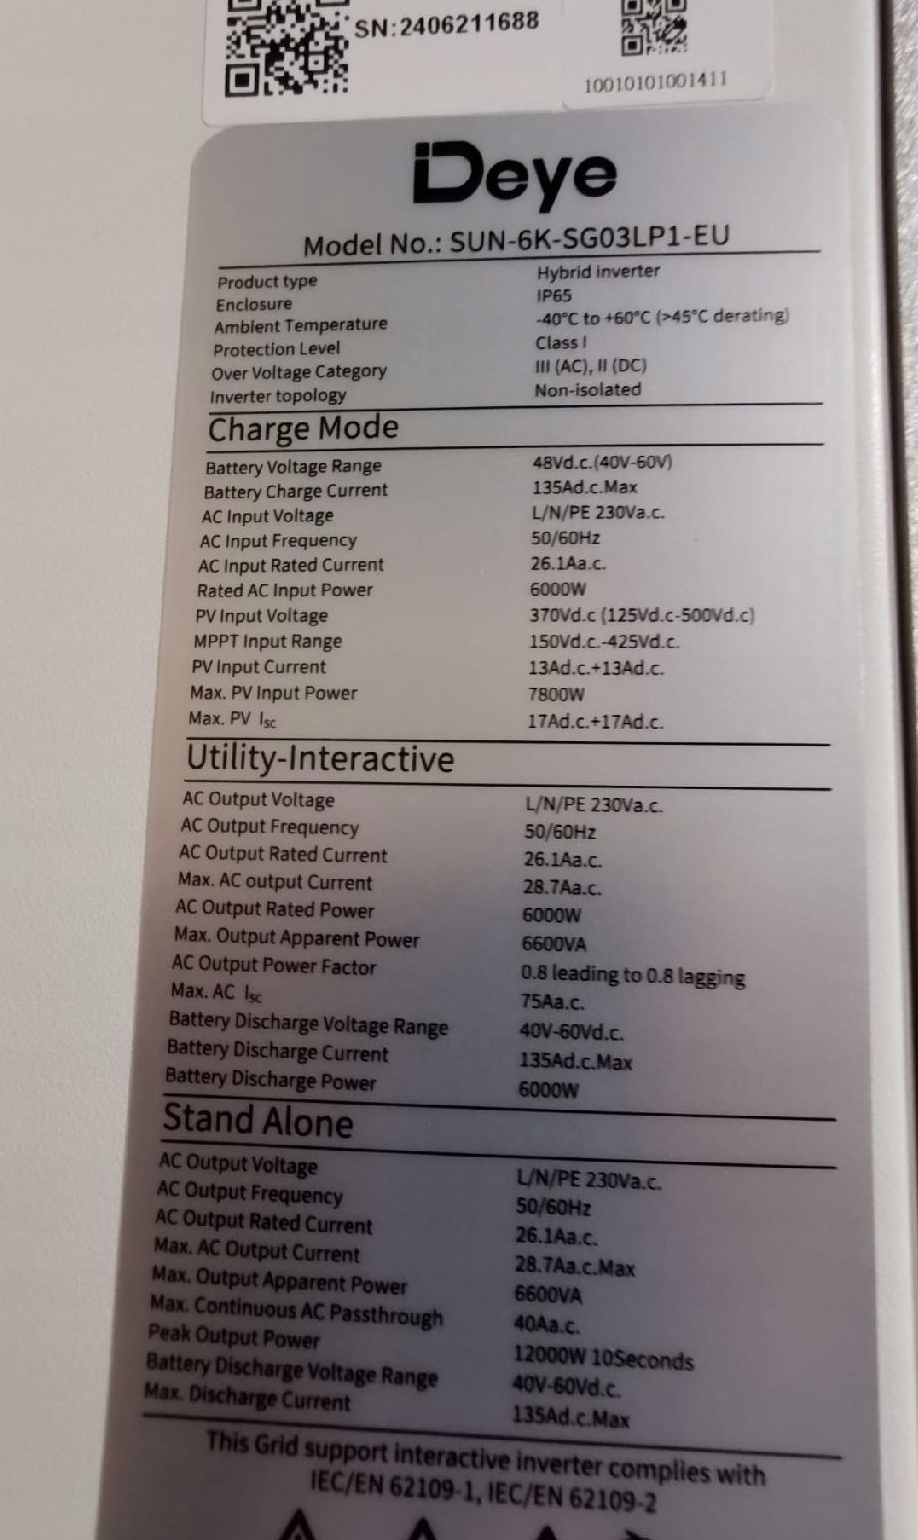 SN:2406211688
10010101001411
Deye
Model No.: SUN-6K-SG03LP1-EU
Product type Hybrid inverter
Enclosure IP65
Ambient Temperature -40°C to +60°C (>45°C derating)
Protection Level Class I
Over Voltage Category III (AC), II (DC)
Inverter topology Non-isolated
Charge Mode
Battery Voltage Range 48Vd.c.(40V-60V)
Battery Charge Current 135Ad.c.Max
AC Input Voltage L/N/PE 230Va.c.
AC Input Frequency 50/60Hz
AC Input Rated Current 26.1Aa.c.
Rated AC Input Power 6000W
PV Input Voltage 370Vd.c (125Vd.c-500Vd.c)
MPPT Input Range 150Vd.c.-425Vd.c.
PV Input Current 13Ad.c.+13Ad.c.
Max. PV Input Power 7800W
Max. PV Isc 17Ad.c.+17Ad.c.
Utility-Interactive
AC Output Voltage L/N/PE 230Va.c.
AC Output Frequency 50/60Hz
AC Output Rated Current 26.1Aa.c.
Max. AC output Current 28.7Aa.c.
AC Output Rated Power 6000W
Max. Output Apparent Power 6600VA
AC Output Power Factor 0.8 leading to 0.8 lagging
Max. AC Isc 75Aa.c.
Battery Discharge Voltage Range 40V-60Vd.c.
Battery Discharge Current 135Ad.c.Max
Battery Discharge Power 6000W
Stand Alone
AC Output Voltage L/N/PE 230Va.c.
AC Output Frequency 50/60Hz
AC Output Rated Current 26.1Aa.c.
Max. AC Output Current 28.7Aa.c.Max
Max. Output Apparent Power 6600VA
Max. Continuous AC Passthrough 40Aa.c.
Peak Output Power 12000W 10Seconds
Battery Discharge Voltage Range 40V-60Vd.c.
Max. Discharge Current 135Ad.c.Max
This Grid support interactive inverter complies with
IEC/EN 62109-1, IEC/EN 62109-2